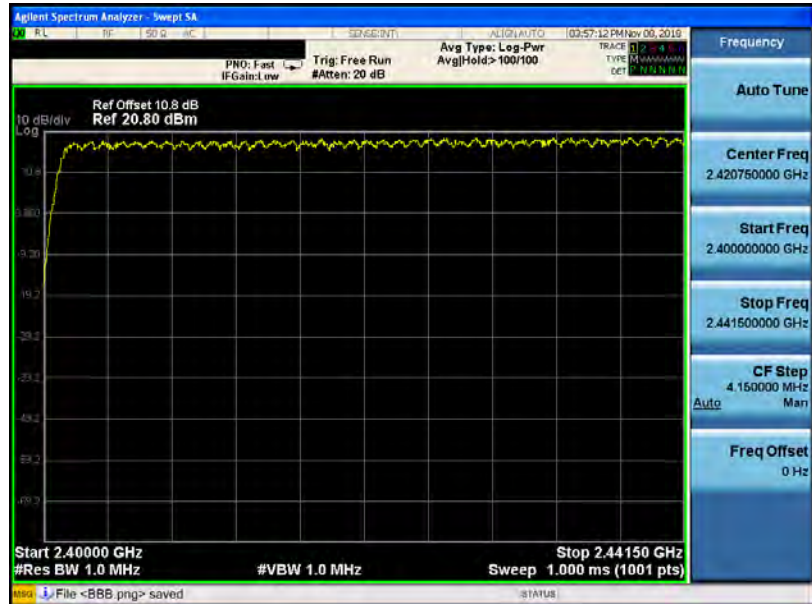 Agilent Spectrum Analyzer - Swept SA
RL RF 50 Ω AC SENSE:INT ALIGNAUTO 03:57:12 PM Nov 08, 2018
Avg Type: Log-Pwr
TRACE 1 2 3 4 5 6
PNO: Fast Trig: Free Run Avg|Hold:> 100/100
TYPE
IFGain:Low #Atten: 20 dB
DET P N N N N N
Ref Offset 10.8 dB
10 dB/div Ref 20.80 dBm
Log
10.8
0.800
-9.20
-19.2
-29.2
-39.2
-49.2
-59.2
-69.2
Start 2.40000 GHz Stop 2.44150 GHz
#Res BW 1.0 MHz #VBW 1.0 MHz Sweep 1.000 ms (1001 pts)
MSG File <BBB.png> saved STATUS
Frequency
Auto Tune
Center Freq
2.420750000 GHz
Start Freq
2.400000000 GHz
Stop Freq
2.441500000 GHz
CF Step
4.150000 MHz
Auto Man
Freq Offset
0 Hz